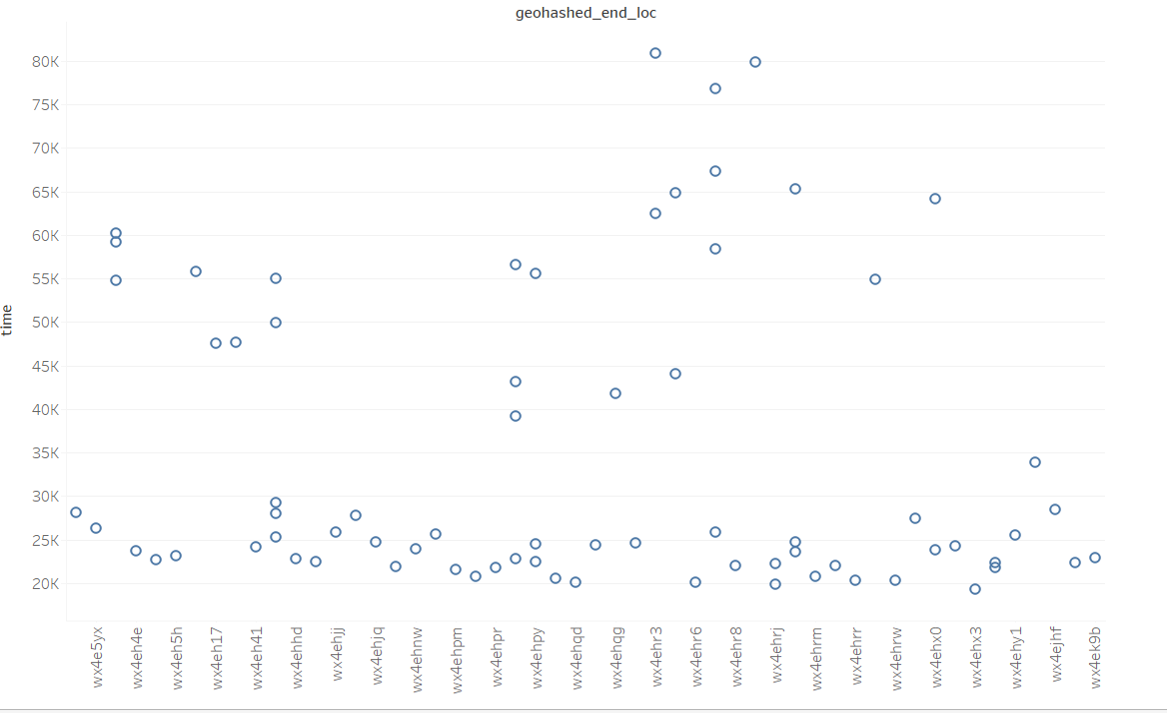 geohashed_end_loc
80K
75K
70K
65K
60K
55K
50K
45K
40K
35K
30K
25K
20K
time
wx4e5yx
wx4eh4e
wx4eh5h
wx4eh17
wx4eh41
wx4ehhd
wx4ehjj
wx4ehjq
wx4ehnw
wx4ehpm
wx4ehpr
wx4ehpy
wx4ehqd
wx4ehqg
wx4ehr3
wx4ehr6
wx4ehr8
wx4ehrj
wx4ehrm
wx4ehrr
wx4ehrw
wx4ehx0
wx4ehx3
wx4ehy1
wx4ejhf
wx4ek9b